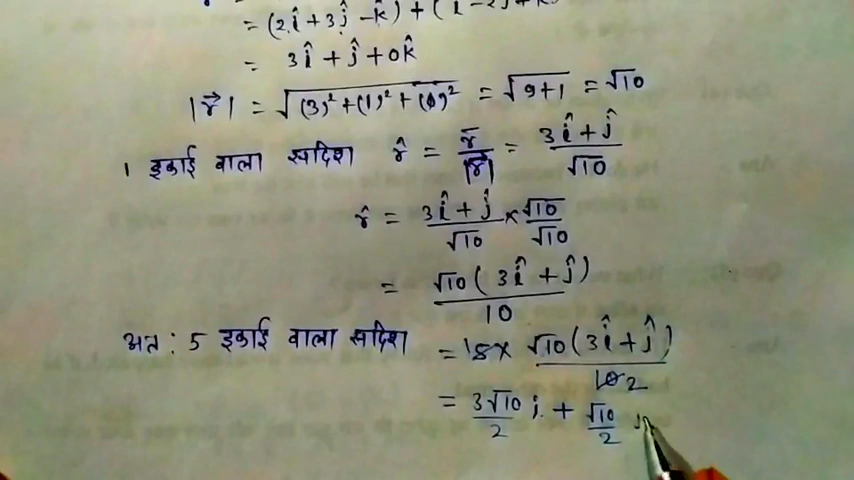 = (2î + 3ĵ - k̂) + (î - 2ĵ + k̂)
= 3î + ĵ + 0k̂
|r⃗| = √(3)² + (1)² + (0)² = √9+1 = √10
1 इकाई वाला सदिश r̂ = r⃗/|r⃗| = 3î + ĵ/√10
r̂ = 3î + ĵ/√10 × √10/√10
= √10(3î + ĵ)/10
अतः 5 इकाई वाला सदिश = 5 × √10(3î + ĵ)/10 2
= 3√10/2 i + √10/2 j